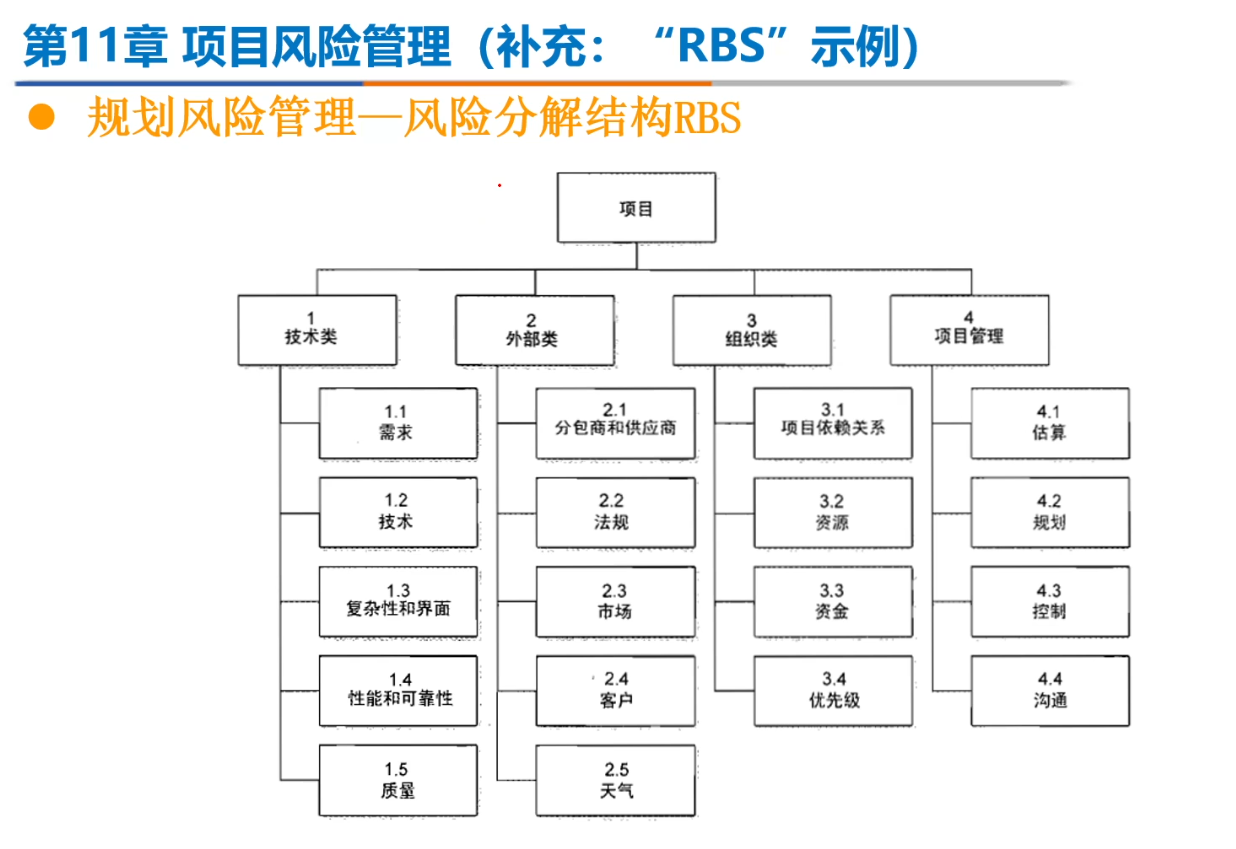 第11章 项目风险管理（补充：“RBS”示例）
规划风险管理—风险分解结构RBS
项目
1
技术类
2
外部类
3
组织类
4
项目管理
1.1
需求
2.1
分包商和供应商
3.1
项目依赖关系
4.1
估算
1.2
技术
2.2
法规
3.2
资源
4.2
规划
1.3
复杂性和界面
2.3
市场
3.3
资金
4.3
控制
1.4
性能和可靠性
2.4
客户
3.4
优先级
4.4
沟通
1.5
质量
2.5
天气